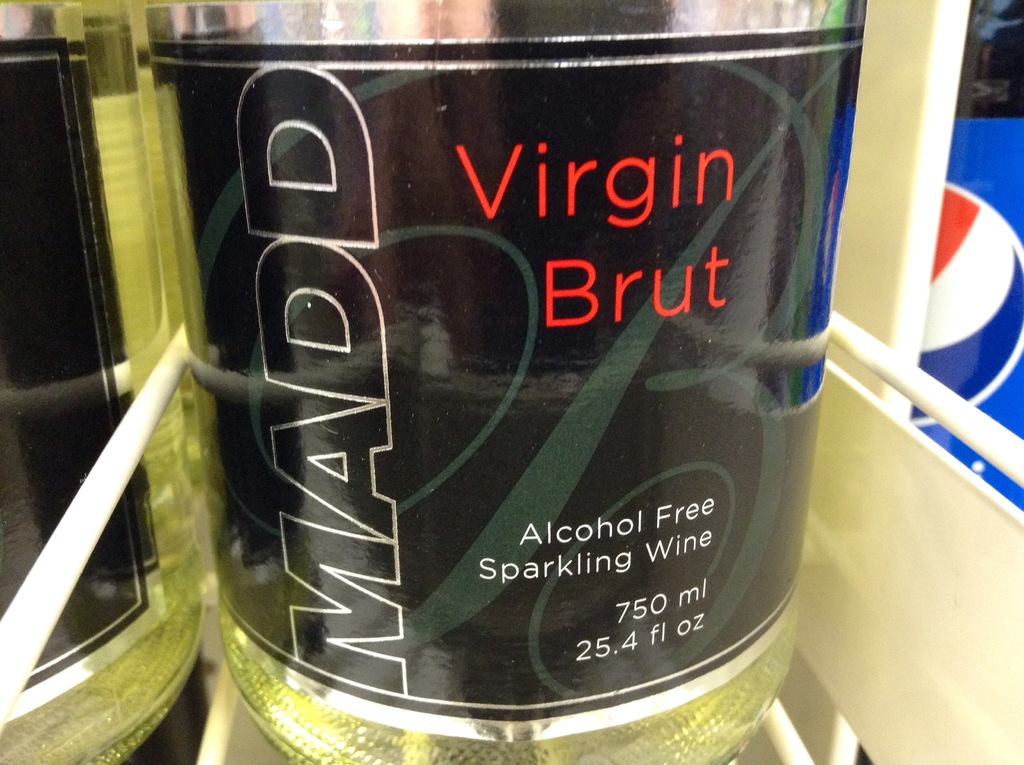 MADD
Virgin
Brut
Alcohol Free
Sparkling Wine
750 ml
25.4 fl oz